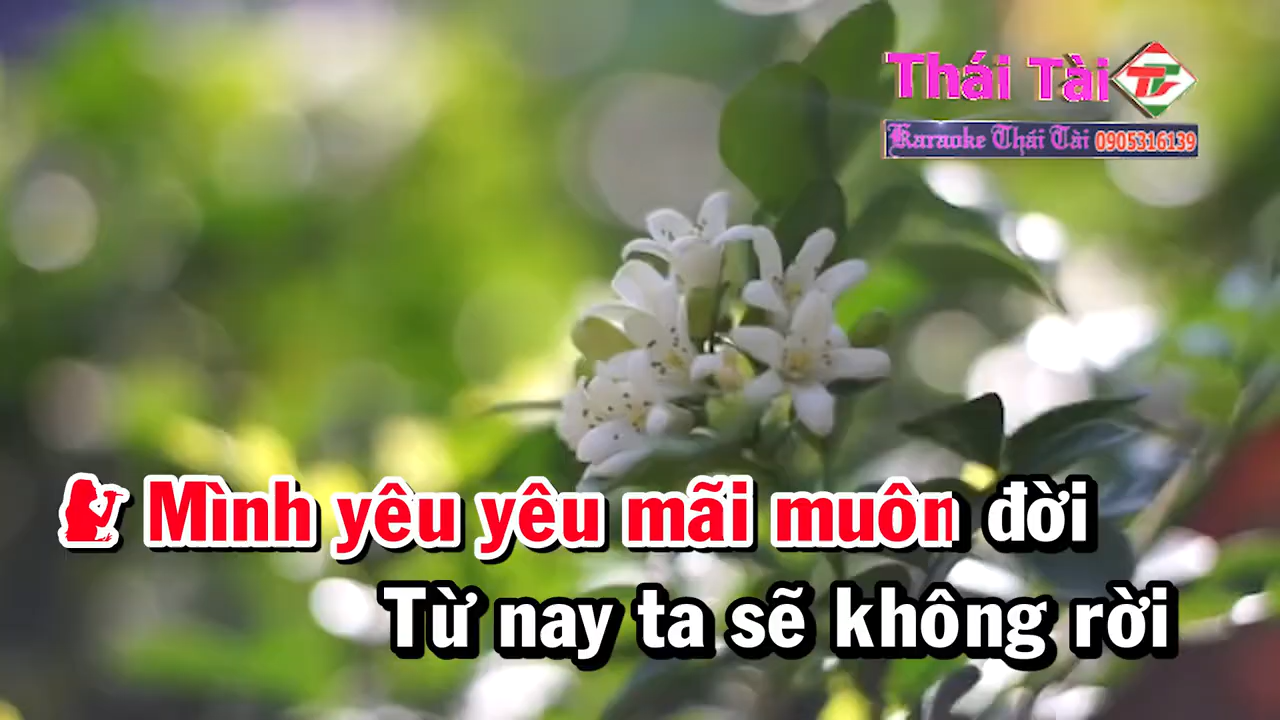 Thái Tài
Karaoke Thái Tài 0905316139
Mình yêu yêu mãi muôn đời
Từ nay ta sẽ không rời